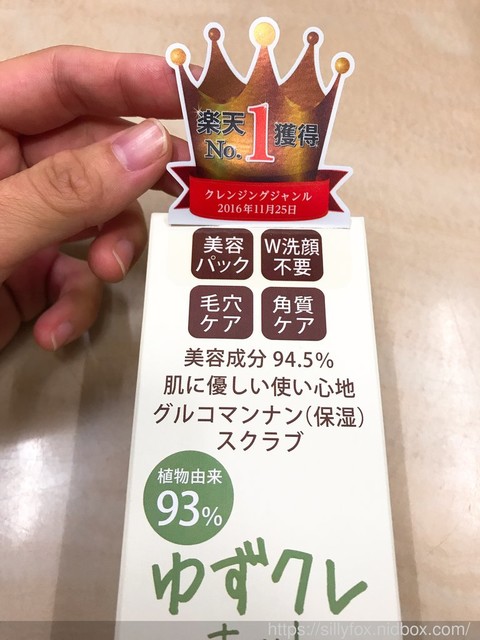 楽天
No.1獲得
クレンジングジャンル
2016年11月25日
美容
パック
W洗顔
不要
毛穴
ケア
角質
ケア
美容成分 94.5%
肌に優しい使い心地
グルコマンナン(保湿)
スクラブ
植物由来
93%
ゆずクレ
https://sillyfox.nidbox.com/